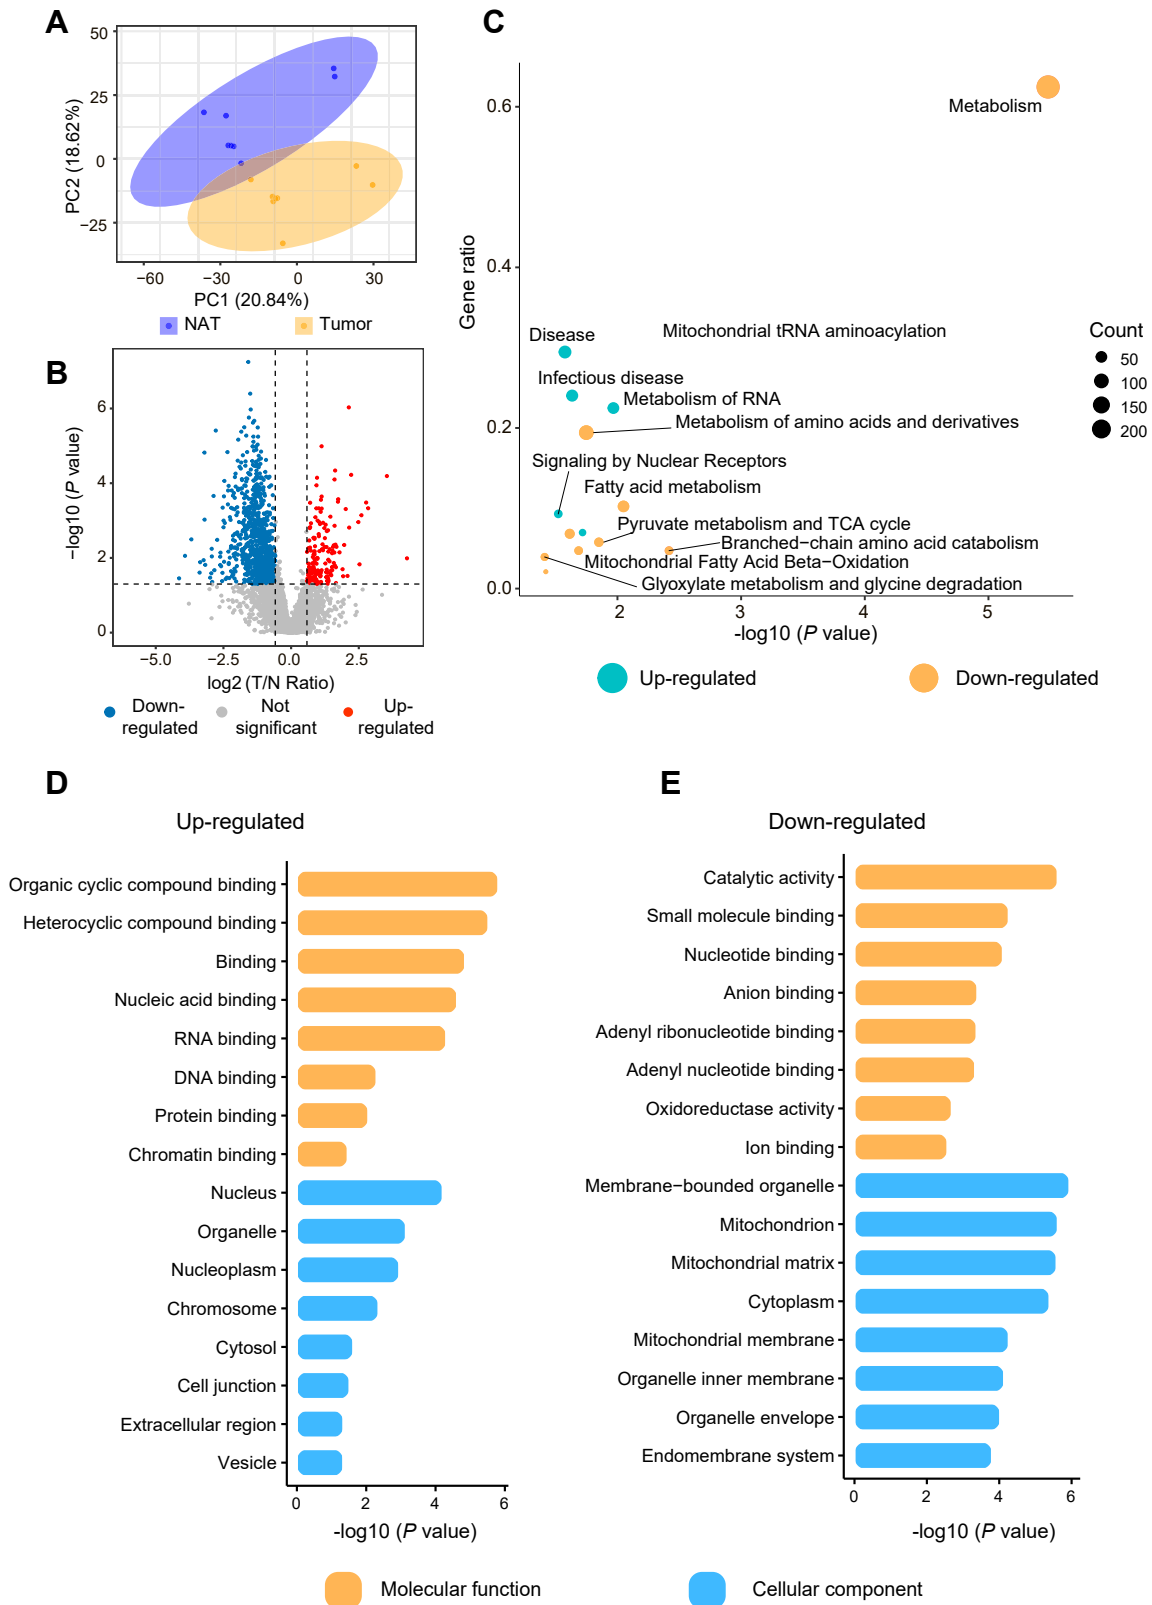 A
50
25
0
−25
PC2 (18.62%)
−60
−30
0
30
PC1 (20.84%)
NAT
Tumor
B
6
4
2
0
−log10 (P value)
−5.0
−2.5
0.0
2.5
log2 (T/N Ratio)
Down-
regulated
Not
significant
Up-
regulated
C
0.6
0.4
0.2
0.0
Gene ratio
Metabolism
Disease
Mitochondrial tRNA aminoacylation
Infectious disease
Metabolism of RNA
Metabolism of amino acids and derivatives
Signaling by Nuclear Receptors
Fatty acid metabolism
Pyruvate metabolism and TCA cycle
Branched−chain amino acid catabolism
Mitochondrial Fatty Acid Beta−Oxidation
Glyoxylate metabolism and glycine degradation
2
3
4
5
-log10 (P value)
Count
50
100
150
200
Up-regulated
Down-regulated
D
Up-regulated
Organic cyclic compound binding
Heterocyclic compound binding
Binding
Nucleic acid binding
RNA binding
DNA binding
Protein binding
Chromatin binding
Nucleus
Organelle
Nucleoplasm
Chromosome
Cytosol
Cell junction
Extracellular region
Vesicle
0
2
4
6
-log10 (P value)
E
Down-regulated
Catalytic activity
Small molecule binding
Nucleotide binding
Anion binding
Adenyl ribonucleotide binding
Adenyl nucleotide binding
Oxidoreductase activity
Ion binding
Membrane−bounded organelle
Mitochondrion
Mitochondrial matrix
Cytoplasm
Mitochondrial membrane
Organelle inner membrane
Organelle envelope
Endomembrane system
0
2
4
6
-log10 (P value)
Molecular function
Cellular component